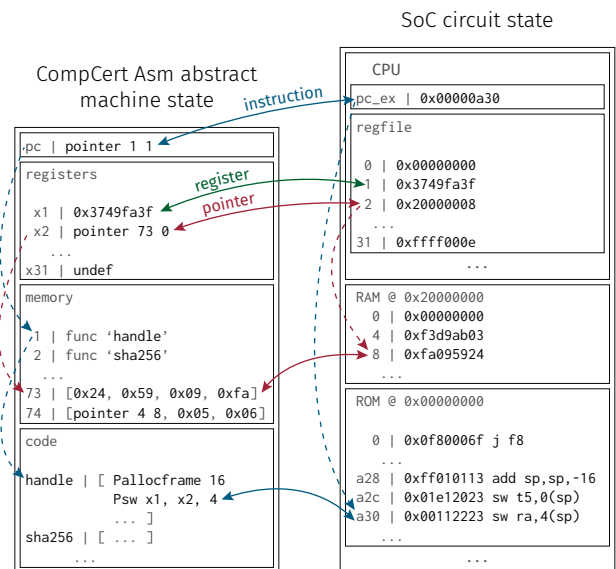 SoC circuit state
CompCert Asm abstract
machine state
CPU
pc_ex | 0x00000a30
instruction
pc | pointer 1 1
regfile
0 | 0x00000000
1 | 0x3749fa3f
2 | 0x20000008
...
31 | 0xffff000e
...
registers
register
x1 | 0x3749fa3f
pointer
x2 | pointer 73 0
...
x31 | undef
memory
1 | func ‘handle’
2 | func ‘sha256’
...
73 | [0x24, 0x59, 0x09, 0xfa]
74 | [pointer 4 8, 0x05, 0x06]
RAM @ 0x20000000
0 | 0x00000000
4 | 0xf3d9ab03
8 | 0xfa095924
...
code
handle | [ Pallocframe 16
Psw x1, x2, 4
... ]
sha256 | [ ... ]
...
ROM @ 0x00000000
0 | 0x0f80006f j f8
...
a28 | 0xff010113 add sp,sp,-16
a2c | 0x01e12023 sw t5,0(sp)
a30 | 0x00112223 sw ra,4(sp)
...
...